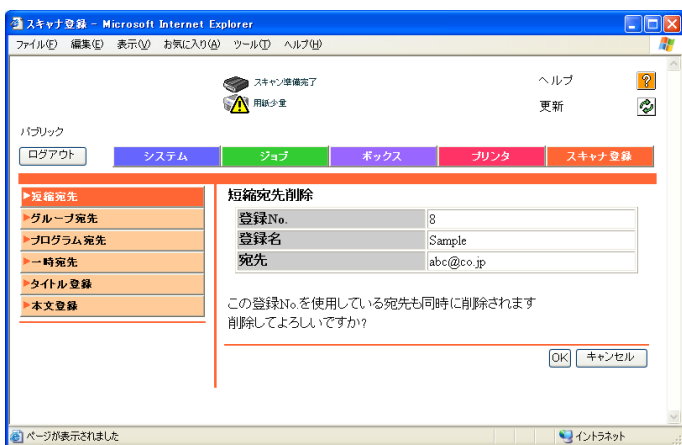 スキャナ登録 - Microsoft Internet Explorer
ファイル(F) 編集(E) 表示(V) お気に入り(A) ツール(T) ヘルプ(H)
スキャン準備完了
ヘルプ
用紙少量
更新
パブリック
ログアウト システム ジョブ ボックス プリンタ スキャナ登録
短縮宛先
グループ宛先
プログラム宛先
一時宛先
タイトル登録
本文登録
短縮宛先削除
登録No. 8
登録名 Sample
宛先 abc@co.jp
この登録No.を使用している宛先も同時に削除されます
削除してよろしいですか?
OK キャンセル
ページが表示されました イントラネット